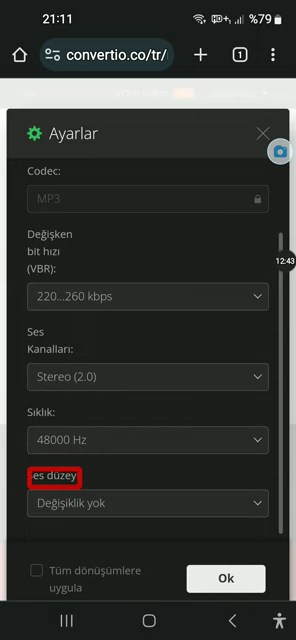 21:11
%79
convertio.co/tr/
1
Ayarlar
12:43
Codec:
MP3
Değişken
bit hızı
(VBR):
220...260 kbps
Ses
Kanalları:
Stereo (2.0)
Sıklık:
48000 Hz
Ses düzey
Değişiklik yok
Tüm dönüşümlere
uygula
Ok